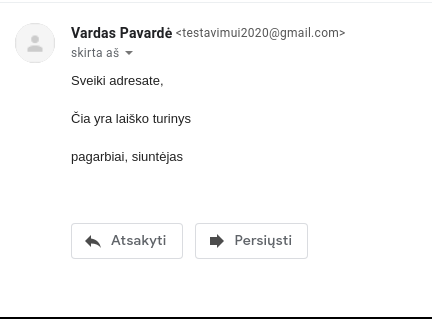 Vardas Pavardė <testavimui2020@gmail.com>
skirta aš
Sveiki adresate,
Čia yra laiško turinys
pagarbiai, siuntėjas
Atsakyti
Persiųsti